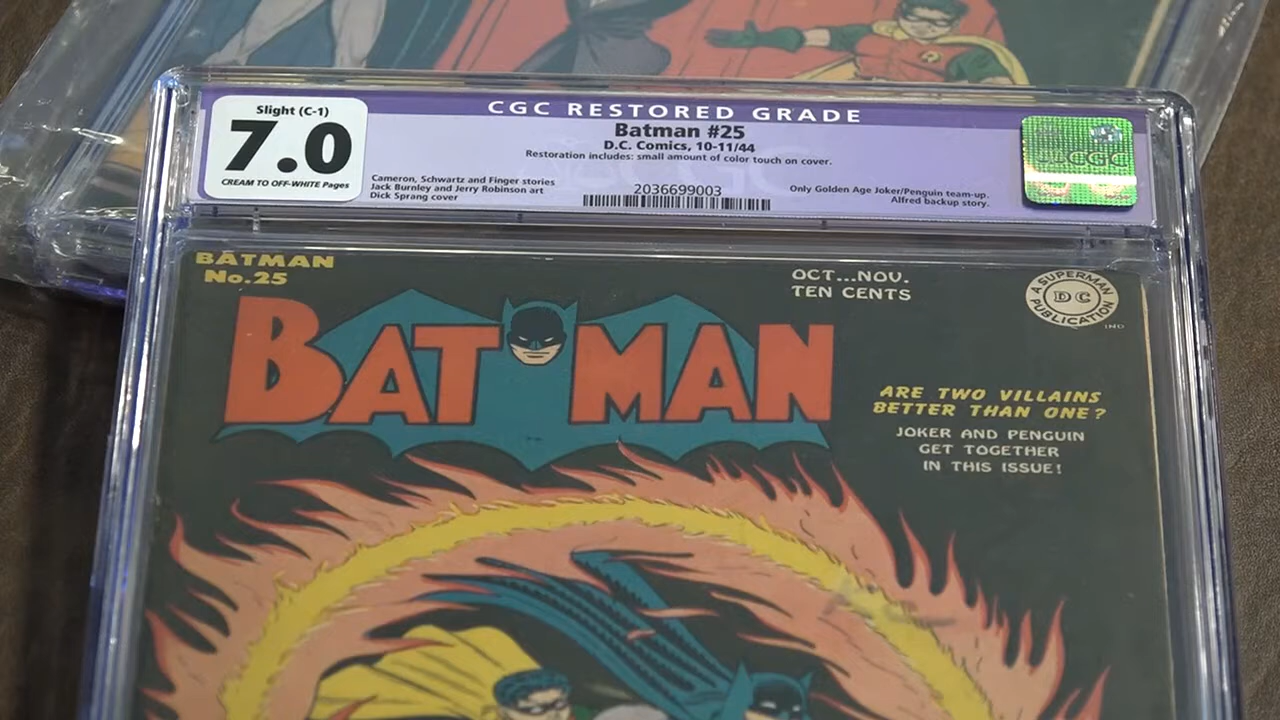 CGC RESTORED GRADE
Slight (C-1)
7.0
CREAM TO OFF-WHITE Pages
Batman #25
D.C. Comics, 10-11/44
Restoration includes: small amount of color touch on cover.
Cameron, Schwartz and Finger stories
Jack Burnley and Jerry Robinson art
Dick Sprang cover
2036699003
Only Golden Age Joker/Penguin team-up.
Alfred backup story.
CGC
BATMAN
No.25
OCT...NOV.
TEN CENTS
A SUPERMAN
DC
PUBLICATION
BATMAN
ARE TWO VILLAINS
BETTER THAN ONE?
JOKER AND PENGUIN
GET TOGETHER
IN THIS ISSUE!
R